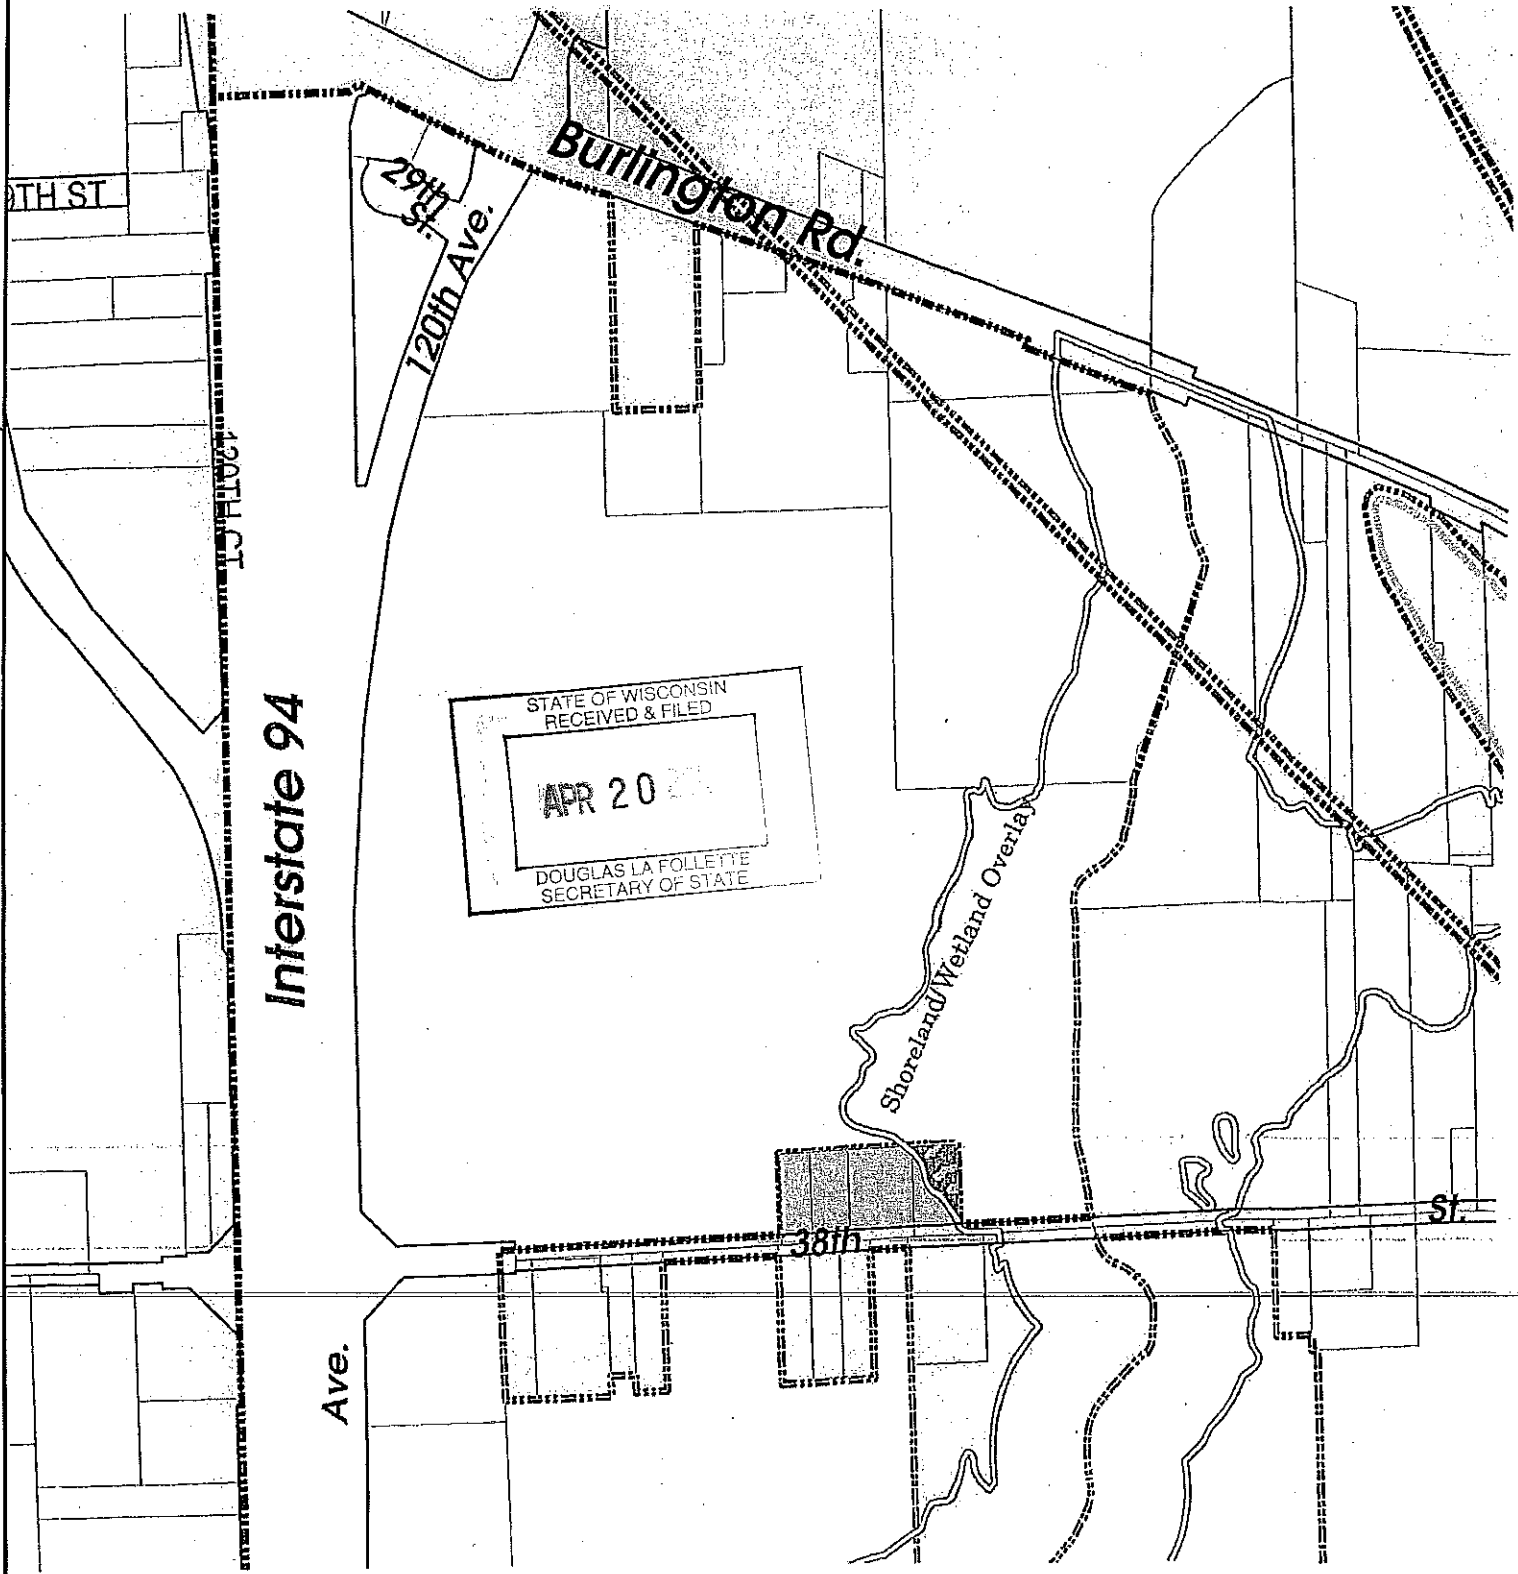 Burlington Rd.
29th
St.
120th Ave.
0TH ST
120TH CT
Interstate 94
STATE OF WISCONSIN
RECEIVED & FILED
APR 20
DOUGLAS LA FOLLETTE
SECRETARY OF STATE
Shoreland/Wetland Overlay
38th
St.
Ave.